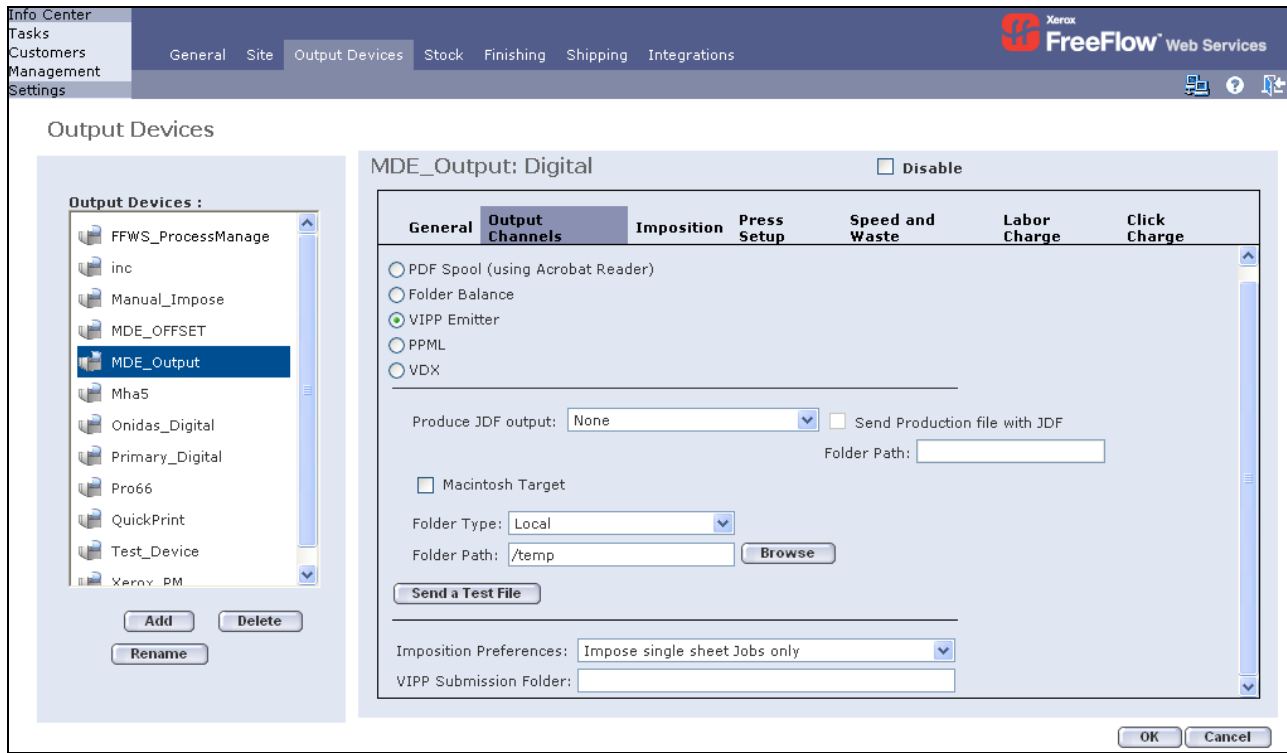 Info Center
Tasks
Customers
Management
Settings
General Site Output Devices Stock Finishing Shipping Integrations
Xerox
FreeFlow™ Web Services
Output Devices
MDE_Output: Digital
Disable
Output Devices :
FFWS_ProcessManage
inc
Manual_Impose
MDE_OFFSET
MDE_Output
Mha5
Onidas_Digital
Primary_Digital
Pro66
QuickPrint
Test_Device
Xerox_PM
Add Delete
Rename
General Output Channels Imposition Press Setup Speed and Waste Labor Charge Click Charge
PDF Spool (using Acrobat Reader)
Folder Balance
VIPP Emitter
PPML
VDX
Produce JDF output: None Send Production file with JDF
Folder Path:
Macintosh Target
Folder Type: Local
Folder Path: /temp Browse
Send a Test File
Imposition Preferences: Impose single sheet Jobs only
VIPP Submission Folder:
OK Cancel